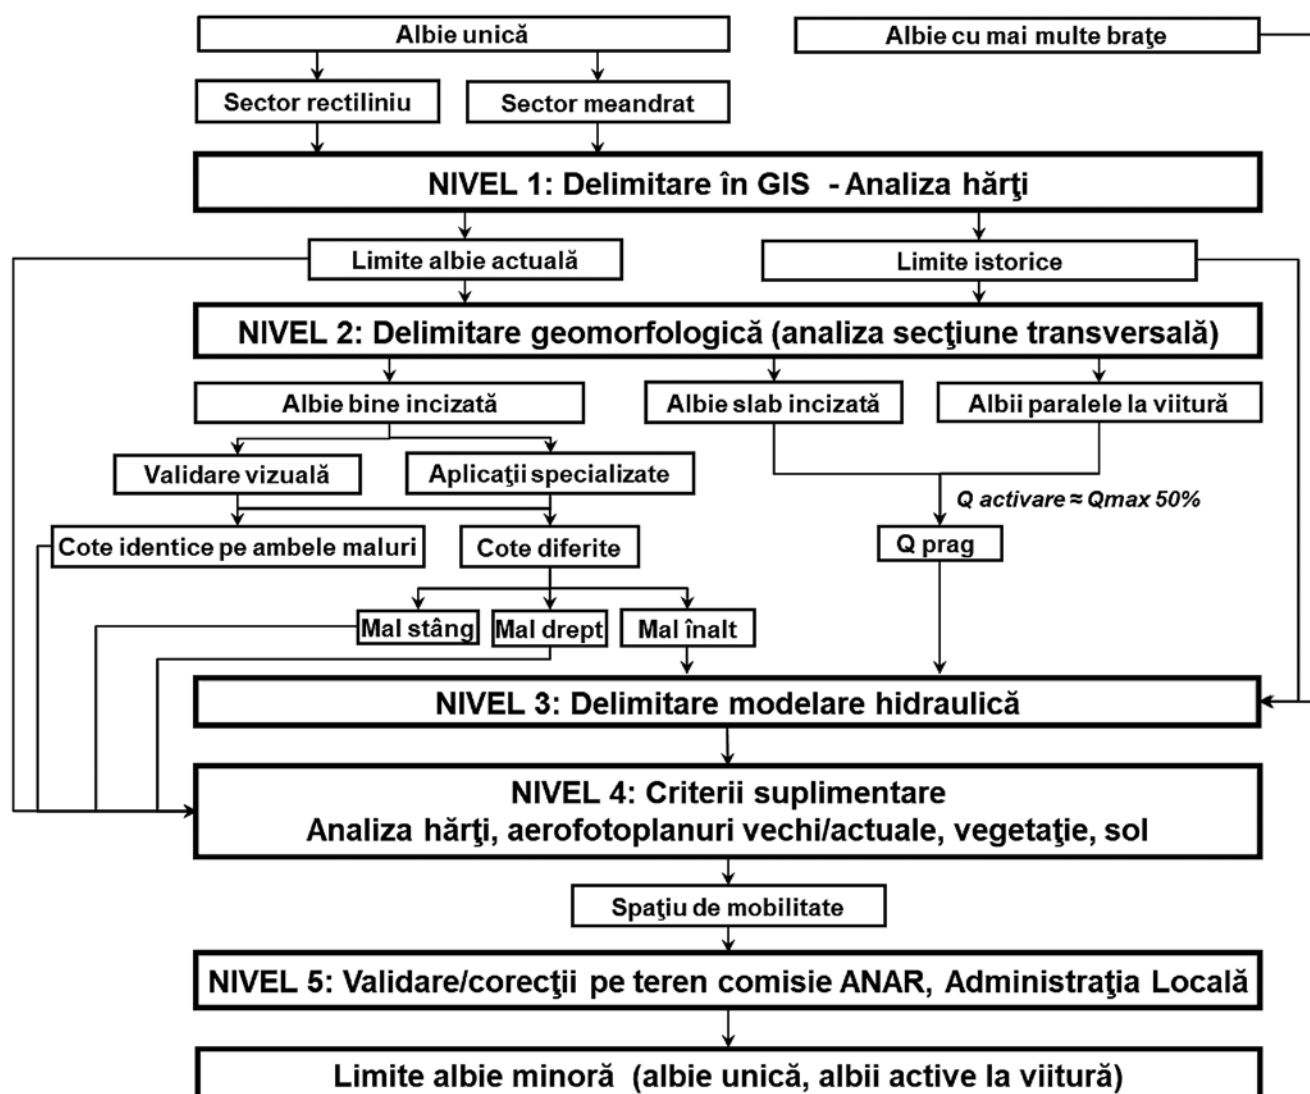 Albie unică
Albie cu mai multe braţe
Sector rectiliniu
Sector meandrat
NIVEL 1: Delimitare în GIS - Analiza hărţi
Limite albie actuală
Limite istorice
NIVEL 2: Delimitare geomorfologică (analiza secţiune transversală)
Albie bine incizată
Albie slab incizată
Albii paralele la viitură
Validare vizuală
Aplicaţii specializate
Q activare ≈ Qmax 50%
Cote identice pe ambele maluri
Cote diferite
Q prag
Mal stâng
Mal drept
Mal înalt
NIVEL 3: Delimitare modelare hidraulică
NIVEL 4: Criterii suplimentare
Analiza hărţi, aerofotoplanuri vechi/actuale, vegetaţie, sol
Spaţiu de mobilitate
NIVEL 5: Validare/corecţii pe teren comisie ANAR, Administraţia Locală
Limite albie minoră (albie unică, albii active la viitură)